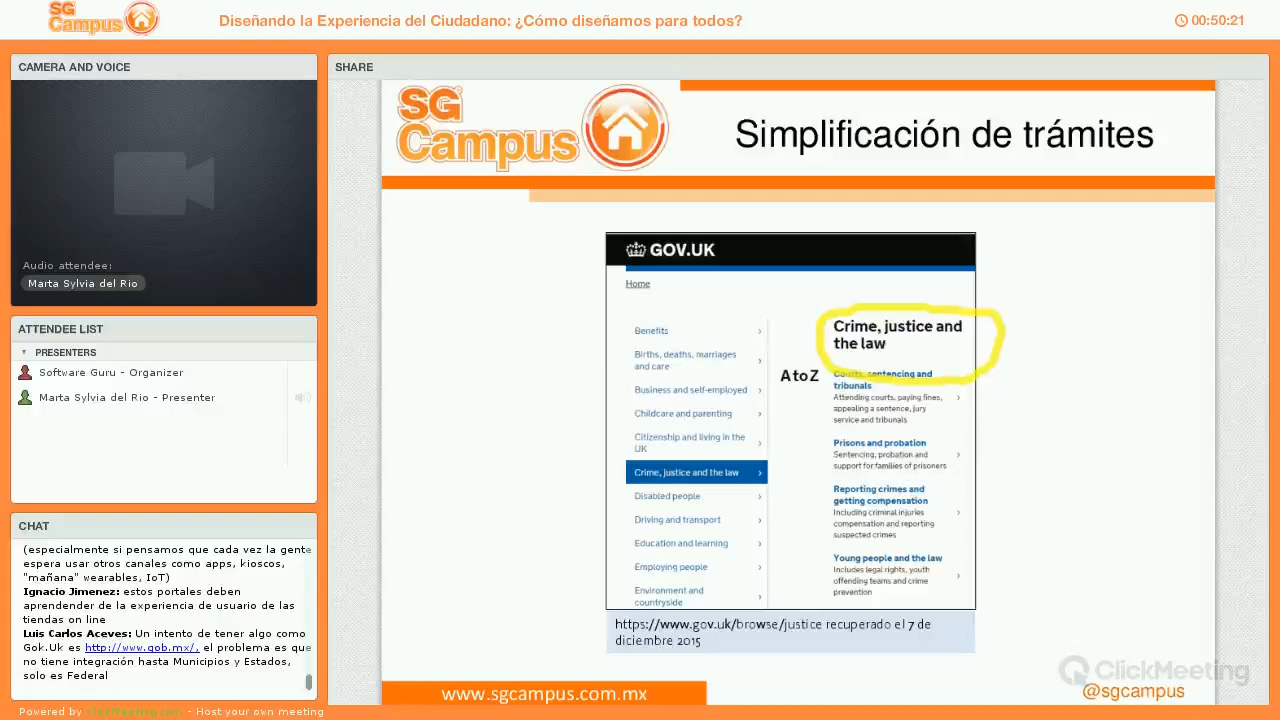 SG
Campus
Diseñando la Experiencia del Ciudadano: ¿Cómo diseñamos para todos?
00:50:21
CAMERA AND VOICE
Audio attendee:
Marta Sylvia del Rio
ATTENDEE LIST
PRESENTERS
Software Guru - Organizer
Marta Sylvia del Rio - Presenter
CHAT
(especialmente si pensamos que cada vez la gente
espera usar otros canales como apps, kioscos,
"mañana" wearables, IoT)
Ignacio Jimenez: estos portales deben
aprendender de la experiencia de usuario de las
tiendas on line
Luis Carlos Aceves: Un intento de tener algo como
Gok.Uk es http://www.gob.mx/, el problema es que
no tiene integración hasta Municipios y Estados,
solo es Federal
SHARE
SG
Campus
Simplificación de trámites
GOV.UK
Home
Benefits
Births, deaths, marriages
and care
Business and self-employed
Childcare and parenting
Citizenship and living in the
UK
Crime, justice and the law
Disabled people
Driving and transport
Education and learning
Employing people
Environment and
countryside
A to Z
Crime, justice and
the law
Courts, sentencing and
tribunals
Attending courts, paying fines,
appealing a sentence, jury
service and tribunals
Prisons and probation
Sentencing, probation and
support for families of prisoners
Reporting crimes and
getting compensation
Including criminal injuries
compensation and reporting
suspected crimes
Young people and the law
Includes legal rights, youth
offending teams and crime
prevention
https://www.gov.uk/browse/justice recuperado el 7 de
diciembre 2015
ClickMeeting
www.sgcampus.com.mx
@sgcampus
Powered by ClickMeeting.com - Host your own meeting